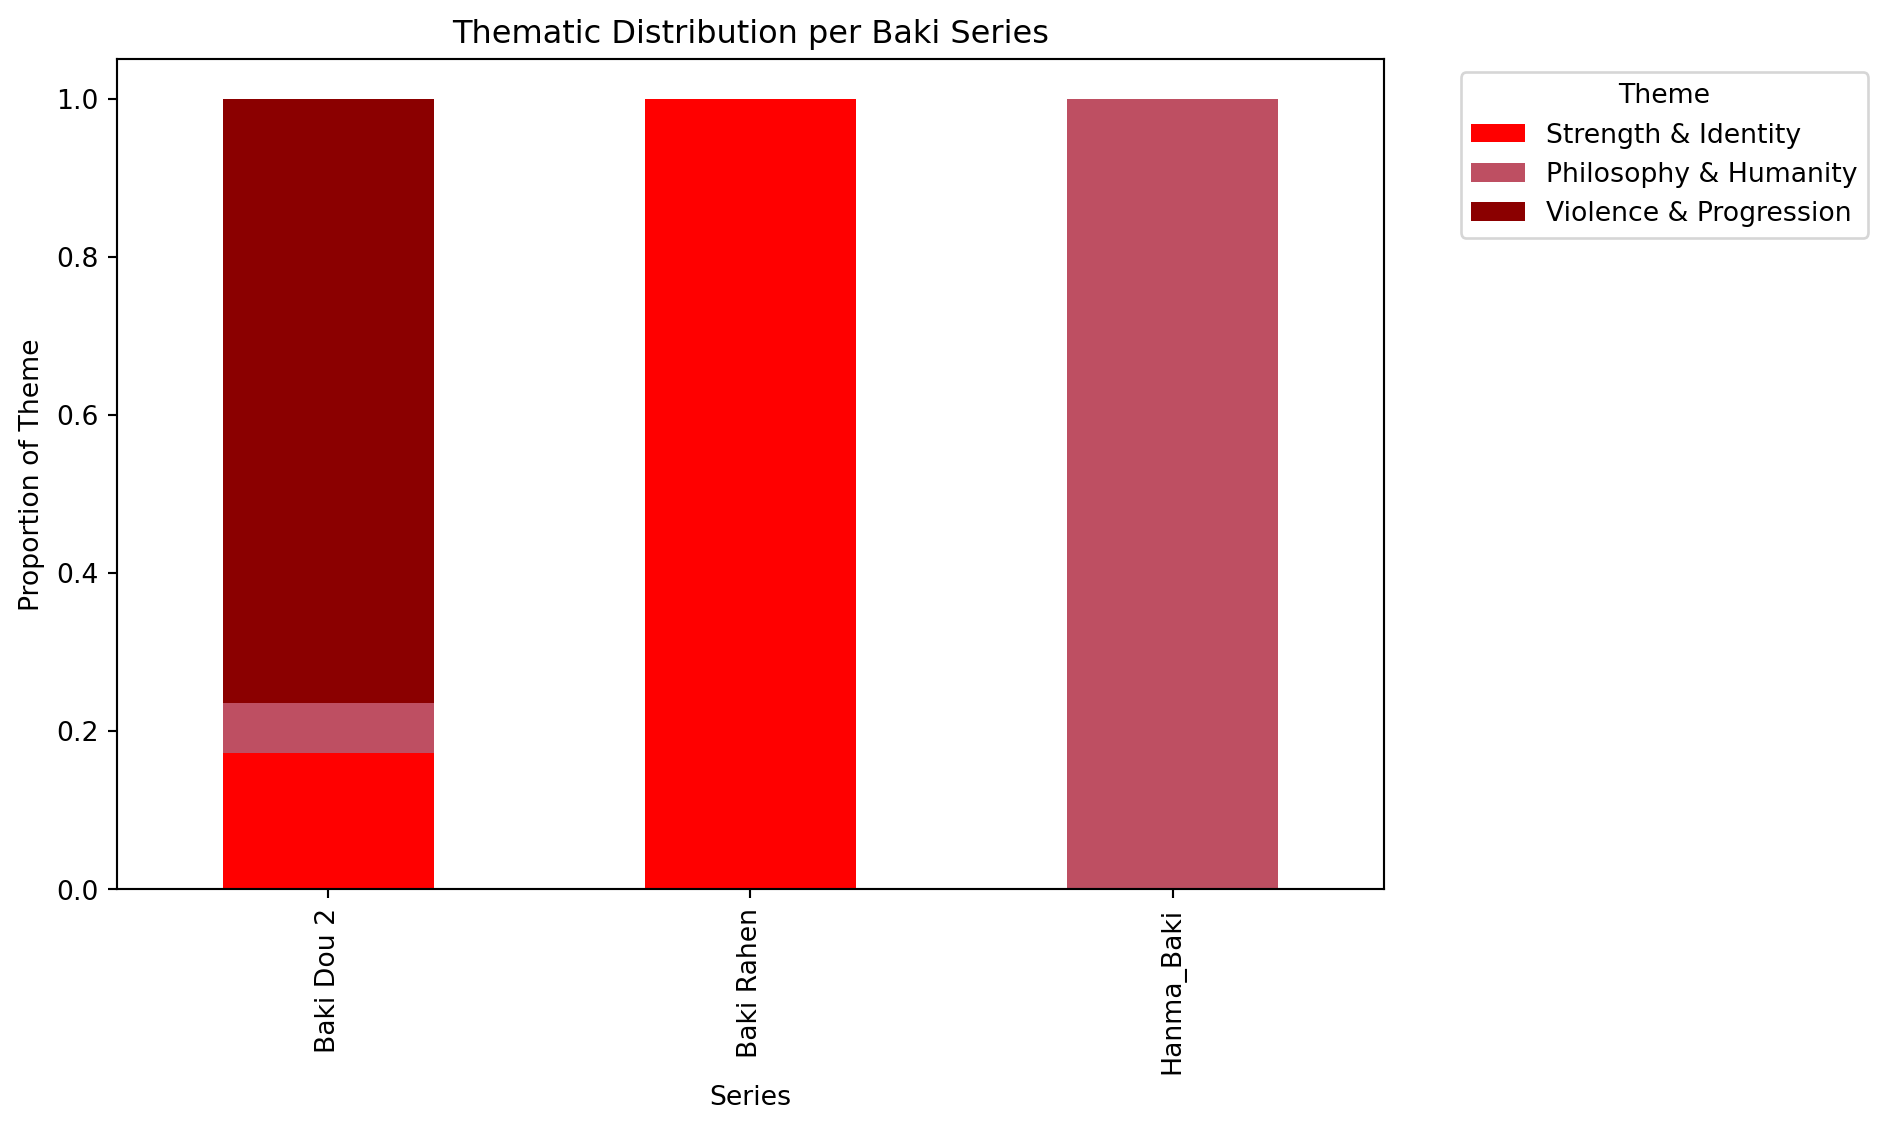 Thematic Distribution per Baki Series
Theme
Strength & Identity
Philosophy & Humanity
Violence & Progression
Proportion of Theme
1.0
0.8
0.6
0.4
0.2
0.0
Baki Dou 2
Baki Rahen
Hanma_Baki
Series